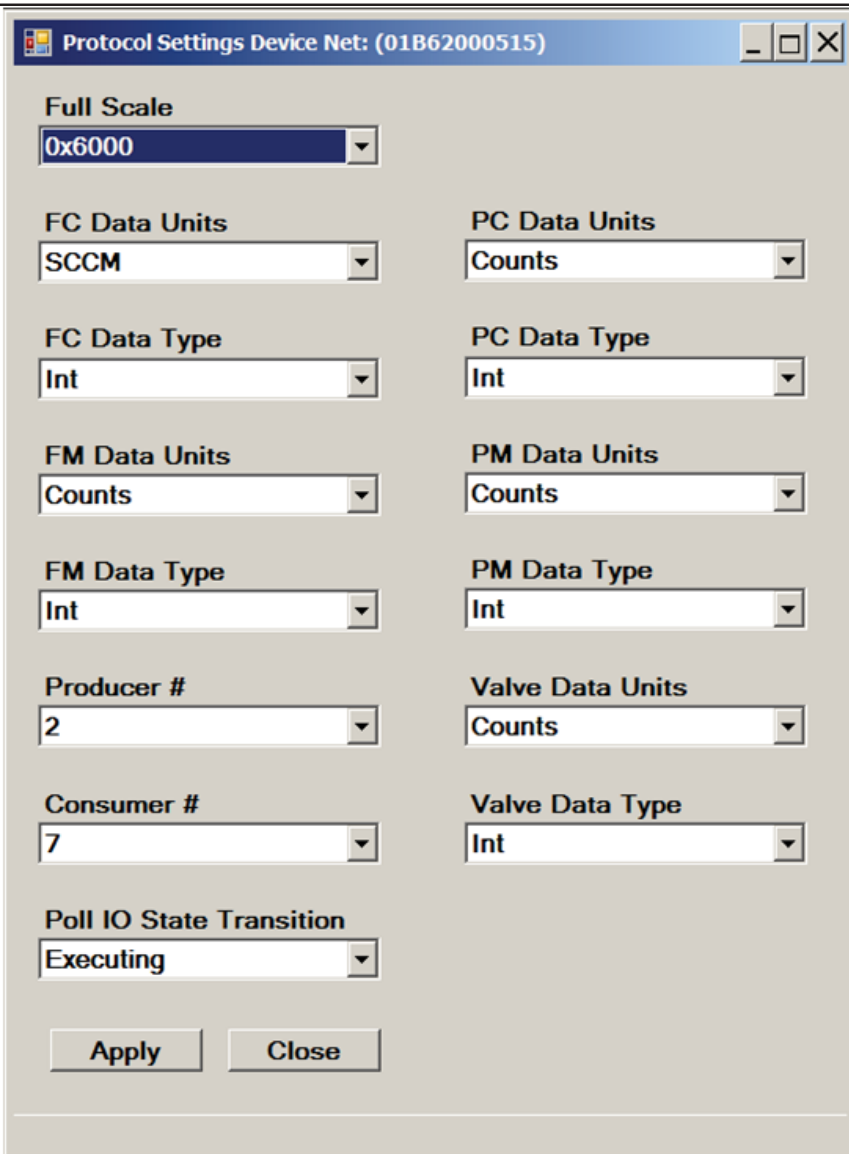 Protocol Settings Device Net: (01B62000515)
Full Scale
0x6000
FC Data Units
SCCM
PC Data Units
Counts
FC Data Type
Int
PC Data Type
Int
FM Data Units
Counts
PM Data Units
Counts
FM Data Type
Int
PM Data Type
Int
Producer #
2
Valve Data Units
Counts
Consumer #
7
Valve Data Type
Int
Poll IO State Transition
Executing
Apply
Close